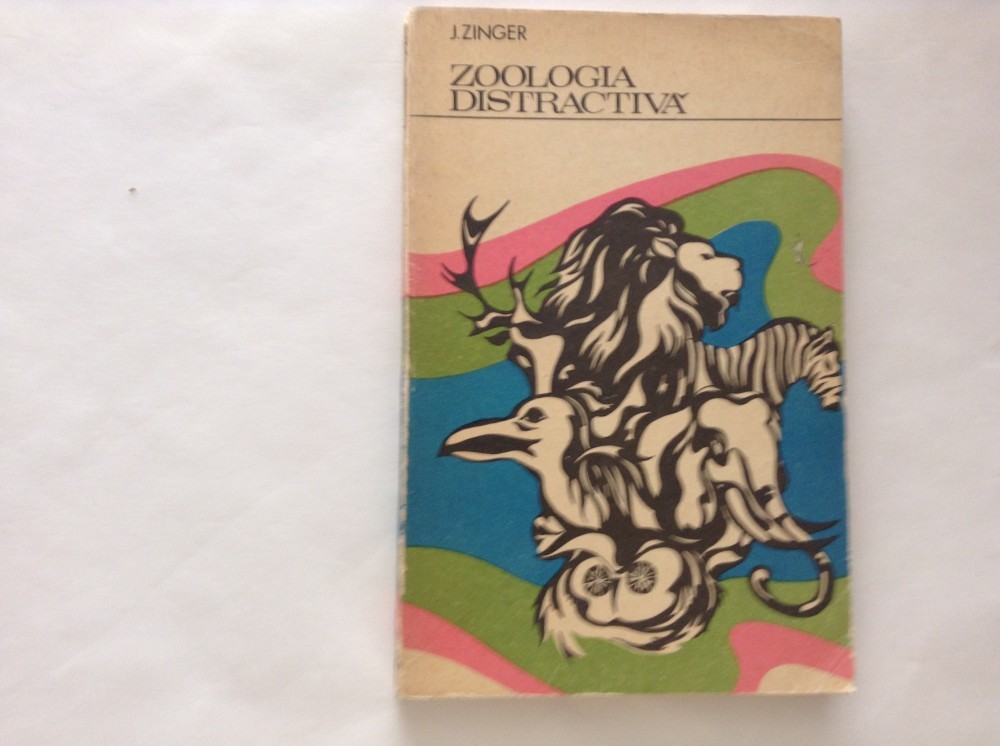 J. ZINGER
ZOOLOGIA
DISTRACTIVĂ